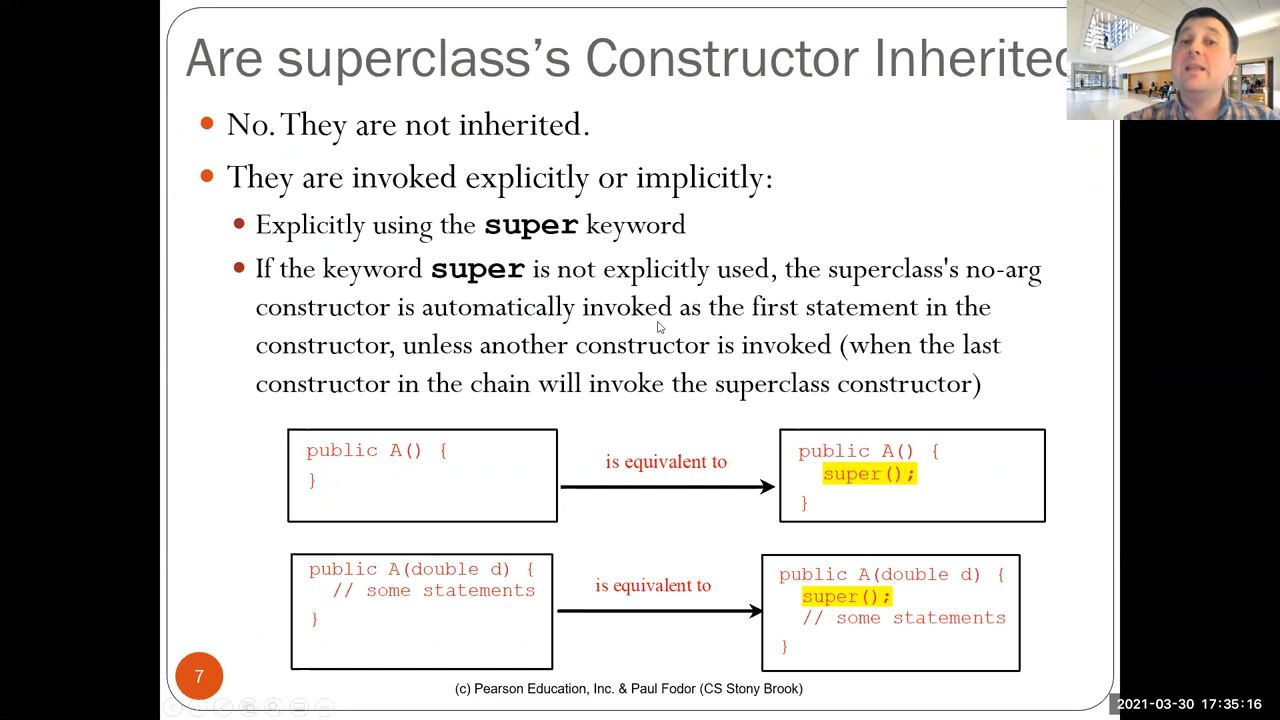 Are superclass's Constructor Inherited
No. They are not inherited.
They are invoked explicitly or implicitly:
Explicitly using the super keyword
If the keyword super is not explicitly used, the superclass's no-arg
constructor is automatically invoked as the first statement in the
constructor, unless another constructor is invoked (when the last
constructor in the chain will invoke the superclass constructor)
public A() {
}
is equivalent to
public A() {
super();
}
public A(double d) {
// some statements
}
is equivalent to
public A(double d) {
super();
// some statements
}
7
(c) Pearson Education, Inc. & Paul Fodor (CS Stony Brook)
2021-03-30 17:35:16